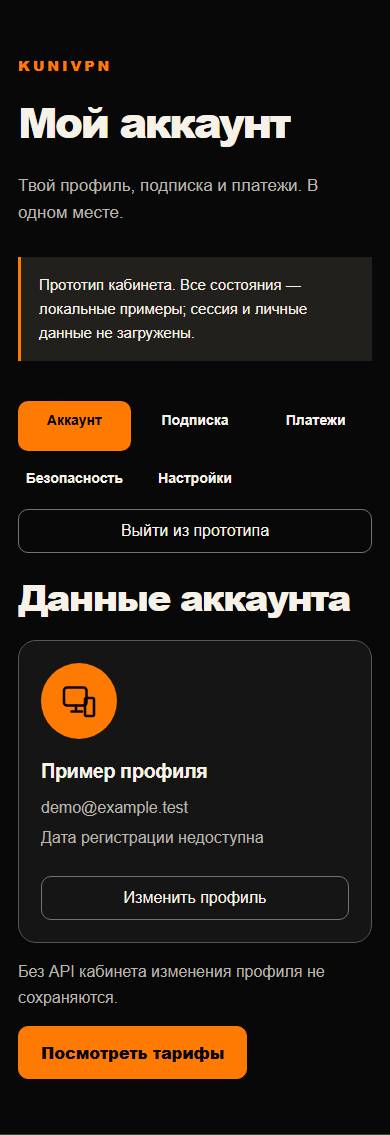 KUNIVPN
Мой аккаунт
Твой профиль, подписка и платежи. В
одном месте.
Прототип кабинета. Все состояния —
локальные примеры; сессия и личные
данные не загружены.
Аккаунт Подписка Платежи
Безопасность Настройки
Выйти из прототипа
Данные аккаунта
Пример профиля
demo@example.test
Дата регистрации недоступна
Изменить профиль
Без API кабинета изменения профиля не
сохраняются.
Посмотреть тарифы